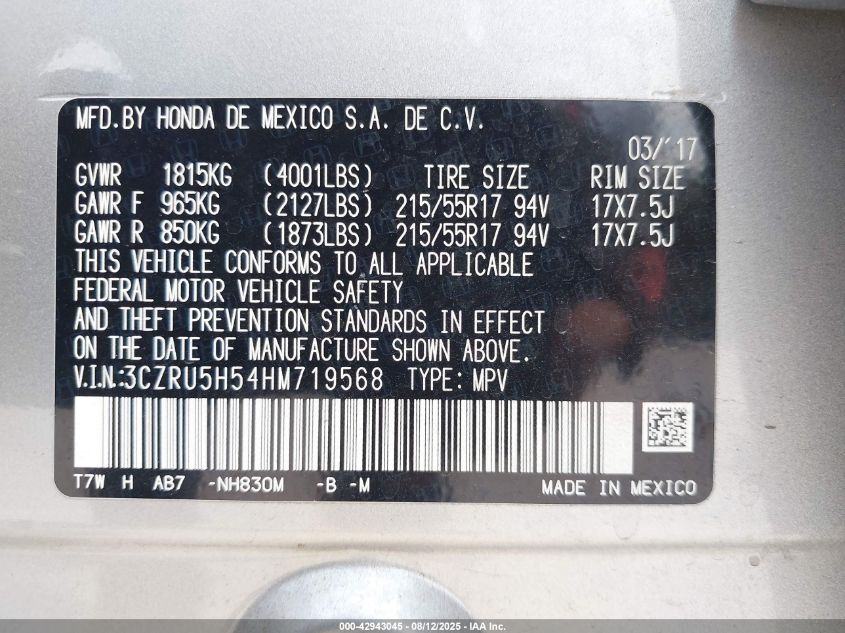 MFD.BY HONDA DE MEXICO S.A. DE C.V.
03/'17
GVWR 1815KG (4001LBS) TIRE SIZE RIM SIZE
GAWR F 965KG (2127LBS) 215/55R17 94V 17X7.5J
GAWR R 850KG (1873LBS) 215/55R17 94V 17X7.5J
THIS VEHICLE CONFORMS TO ALL APPLICABLE
FEDERAL MOTOR VEHICLE SAFETY
AND THEFT PREVENTION STANDARDS IN EFFECT
ON THE DATE OF MANUFACTURE SHOWN ABOVE.
V.I.N.:3CZRU5H54HM719568 TYPE: MPV
T7W H AB7 -NH830M -B -M MADE IN MEXICO
000-42943045 - 08/12/2025 - IAA Inc.